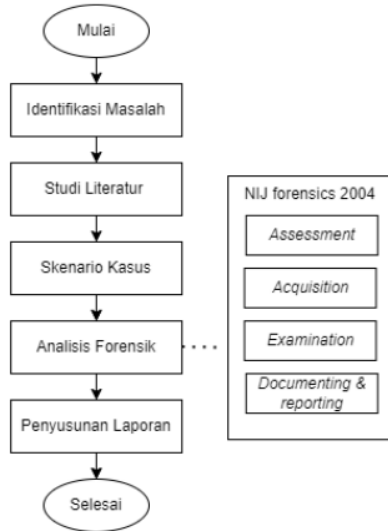 Mulai
Identifikasi Masalah
Studi Literatur
Skenario Kasus
Analisis Forensik
Penyusunan Laporan
Selesai
NIJ forensics 2004
Assessment
Acquisition
Examination
Documenting &
reporting